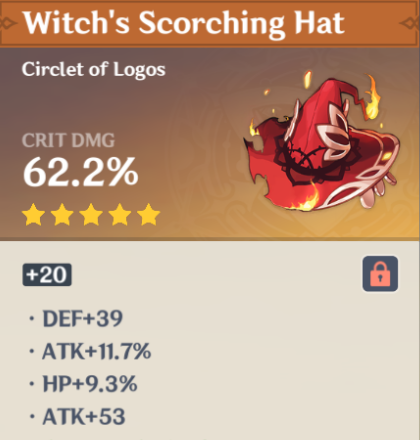 Witch's Scorching Hat
Circlet of Logos
CRIT DMG
62.2%
+20
· DEF+39
· ATK+11.7%
· HP+9.3%
· ATK+53